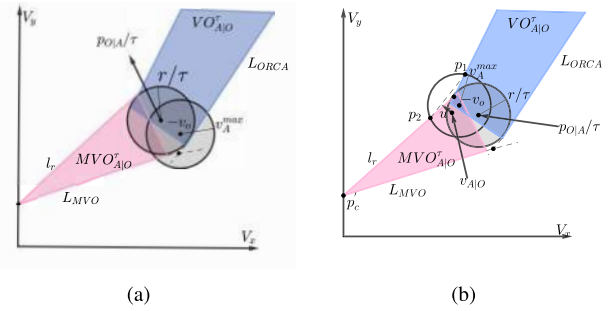 V_y
VO^τ_{A|O}
p_{O|A}/τ
L_{ORCA}
r/τ
-v_o
v_A^{max}
l_r
MVO^τ_{A|O}
L_{MVO}
V_x
(a)
V_y
VO^τ_{A|O}
p_1
v_A^{max}
L_{ORCA}
-v_o
r/τ
p_2
u
p_{O|A}/τ
l_r
MVO^τ_{A|O}
v_{A|O}
L_{MVO}
p_c
V_x
(b)